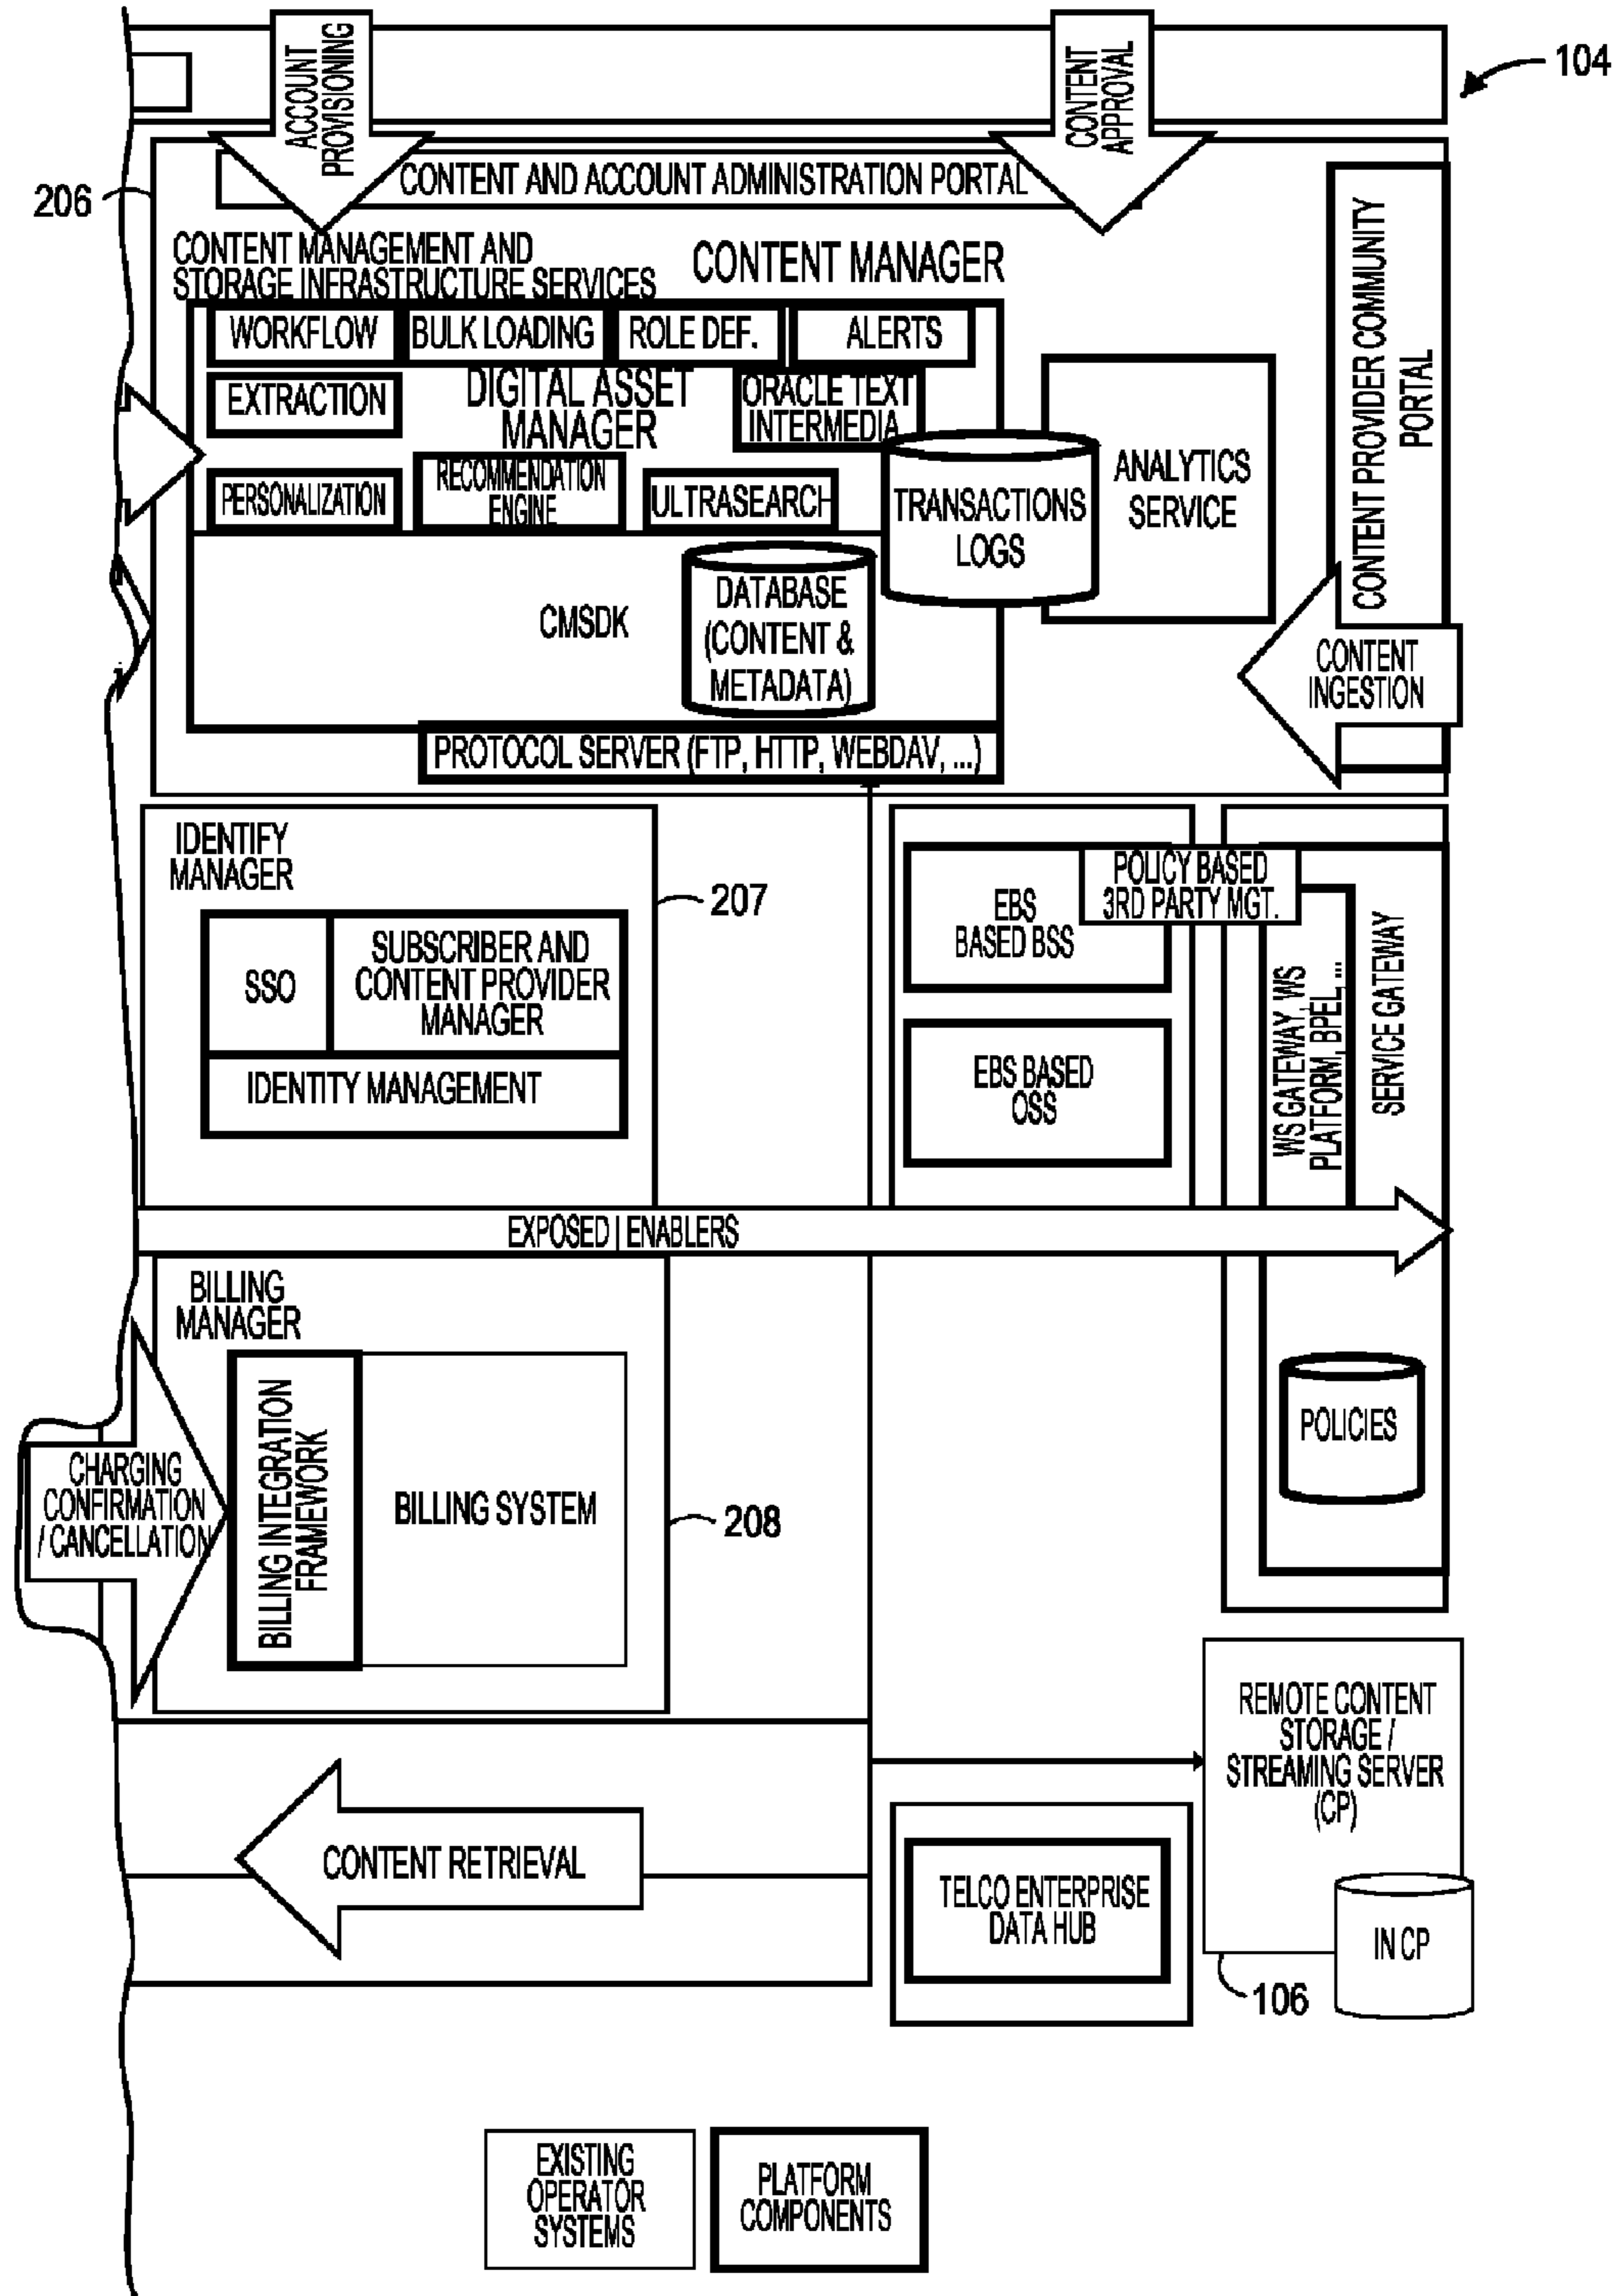 ACCOUNT
PROVISIONING
CONTENT
APPROVAL
104
206
CONTENT AND ACCOUNT ADMINISTRATION PORTAL
CONTENT MANAGEMENT AND
STORAGE INFRASTRUCTURE SERVICES
CONTENT MANAGER
WORKFLOW
BULK LOADING
ROLE DEF.
ALERTS
EXTRACTION
DIGITAL ASSET
MANAGER
ORACLE TEXT
INTERMEDIA
PERSONALIZATION
RECOMMENDATION
ENGINE
ULTRASEARCH
TRANSACTIONS
LOGS
ANALYTICS
SERVICE
CONTENT PROVIDER COMMUNITY
PORTAL
CMSDK
DATABASE
(CONTENT &
METADATA)
CONTENT
INGESTION
PROTOCOL SERVER (FTP, HTTP, WEBDAV, ...)
IDENTIFY
MANAGER
207
SSO
SUBSCRIBER AND
CONTENT PROVIDER
MANAGER
IDENTITY MANAGEMENT
EBS
BASED BSS
POLICY BASED
3RD PARTY MGT.
EBS BASED
OSS
WS GATEWAY, WS
PLATFORM, BPEL, ...
SERVICE GATEWAY
EXPOSED ENABLERS
BILLING
MANAGER
CHARGING
CONFIRMATION
/ CANCELLATION
BILLING INTEGRATION
FRAMEWORK
BILLING SYSTEM
208
POLICIES
REMOTE CONTENT
STORAGE /
STREAMING SERVER
(CP)
CONTENT RETRIEVAL
TELCO ENTERPRISE
DATA HUB
IN CP
106
EXISTING
OPERATOR
SYSTEMS
PLATFORM
COMPONENTS